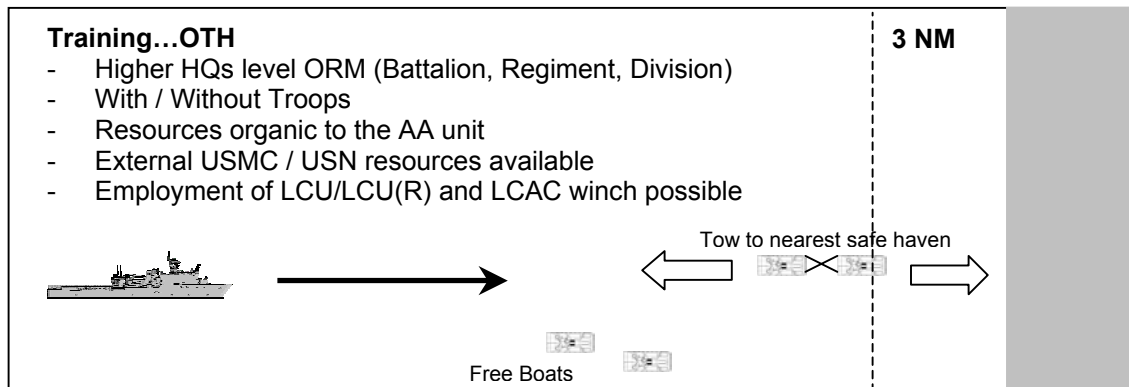 Training…OTH
3 NM
- Higher HQs level ORM (Battalion, Regiment, Division)
- With / Without Troops
- Resources organic to the AA unit
- External USMC / USN resources available
- Employment of LCU/LCU(R) and LCAC winch possible
Tow to nearest safe haven
Free Boats